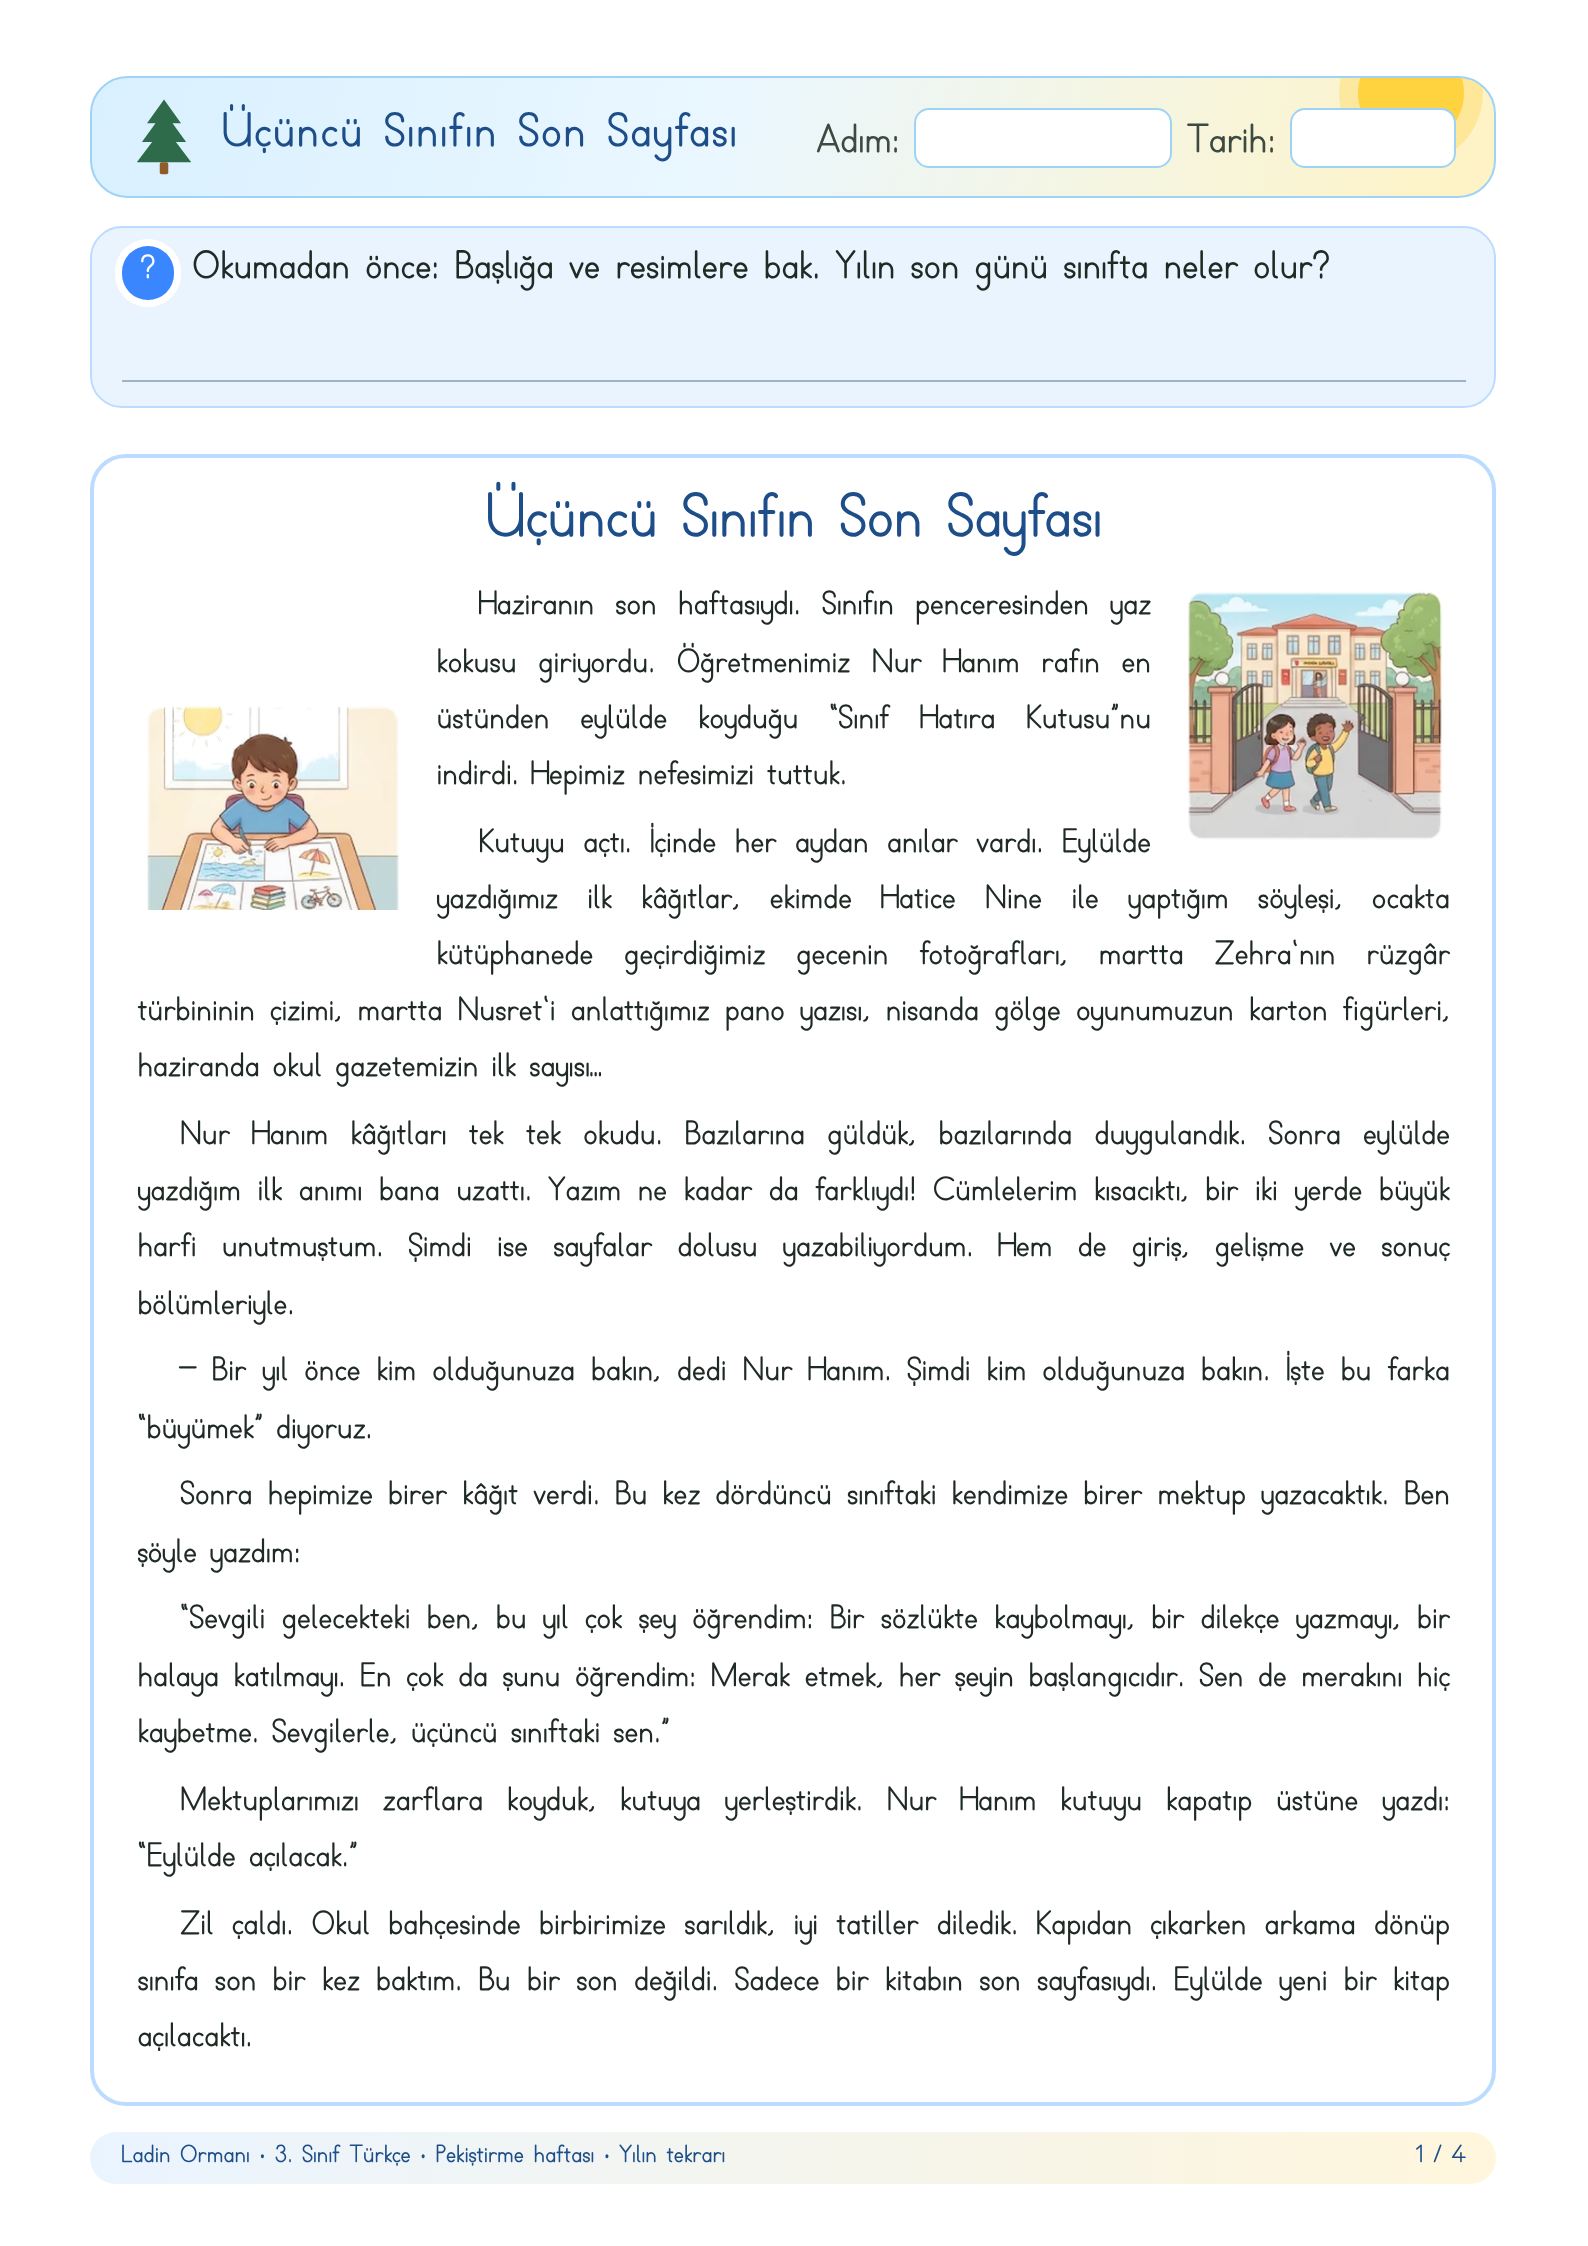 Üçüncü Sınıfın Son Sayfası
Adım:
Tarih:
? Okumadan önce: Başlığa ve resimlere bak. Yılın son günü sınıfta neler olur?
Üçüncü Sınıfın Son Sayfası
Haziranın son haftasıydı. Sınıfın penceresinden yaz
kokusu giriyordu. Öğretmenimiz Nur Hanım rafın en
üstünden eylülde koyduğu “Sınıf Hatıra Kutusu”nu
indirdi. Hepimiz nefesimizi tuttuk.
Kutuyu açtı. İçinde her aydan anılar vardı. Eylülde
yazdığımız ilk kâğıtlar, ekimde Hatice Nine ile yaptığım söyleşi, ocakta
kütüphanede geçirdiğimiz gecenin fotoğrafları, martta Zehra‛nın rüzgâr
türbininin çizimi, martta Nusret‛i anlattığımız pano yazısı, nisanda gölge oyunumuzun karton figürleri,
haziranda okul gazetemizin ilk sayısı...
Nur Hanım kâğıtları tek tek okudu. Bazılarına güldük, bazılarında duygulandık. Sonra eylülde
yazdığım ilk anımı bana uzattı. Yazım ne kadar da farklıydı! Cümlelerim kısacıktı, bir iki yerde büyük
harfi unutmuştum. Şimdi ise sayfalar dolusu yazabiliyordum. Hem de giriş, gelişme ve sonuç
bölümleriyle.
– Bir yıl önce kim olduğunuza bakın, dedi Nur Hanım. Şimdi kim olduğunuza bakın. İşte bu farka
“büyümek” diyoruz.
Sonra hepimize birer kâğıt verdi. Bu kez dördüncü sınıftaki kendimize birer mektup yazacaktık. Ben
şöyle yazdım:
“Sevgili gelecekteki ben, bu yıl çok şey öğrendim: Bir sözlükte kaybolmayı, bir dilekçe yazmayı, bir
halaya katılmayı. En çok da şunu öğrendim: Merak etmek, her şeyin başlangıcıdır. Sen de merakını hiç
kaybetme. Sevgilerle, üçüncü sınıftaki sen.”
Mektuplarımızı zarflara koyduk, kutuya yerleştirdik. Nur Hanım kutuyu kapatıp üstüne yazdı:
“Eylülde açılacak.”
Zil çaldı. Okul bahçesinde birbirimize sarıldık, iyi tatiller diledik. Kapıdan çıkarken arkama dönüp
sınıfa son bir kez baktım. Bu bir son değildi. Sadece bir kitabın son sayfasıydı. Eylülde yeni bir kitap
açılacaktı.
Ladin Ormanı • 3. Sınıf Türkçe • Pekiştirme haftası • Yılın tekrarı
1 / 4